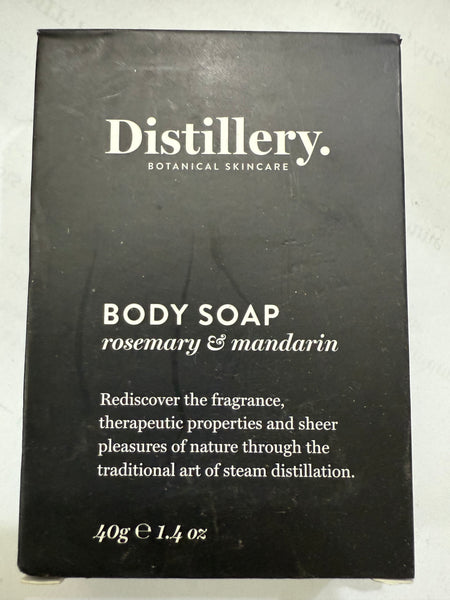 Distillery.
BOTANICAL SKINCARE
BODY SOAP
rosemary & mandarin
Rediscover the fragrance,
therapeutic properties and sheer
pleasures of nature through the
traditional art of steam distillation.
40g ℮ 1.4 oz